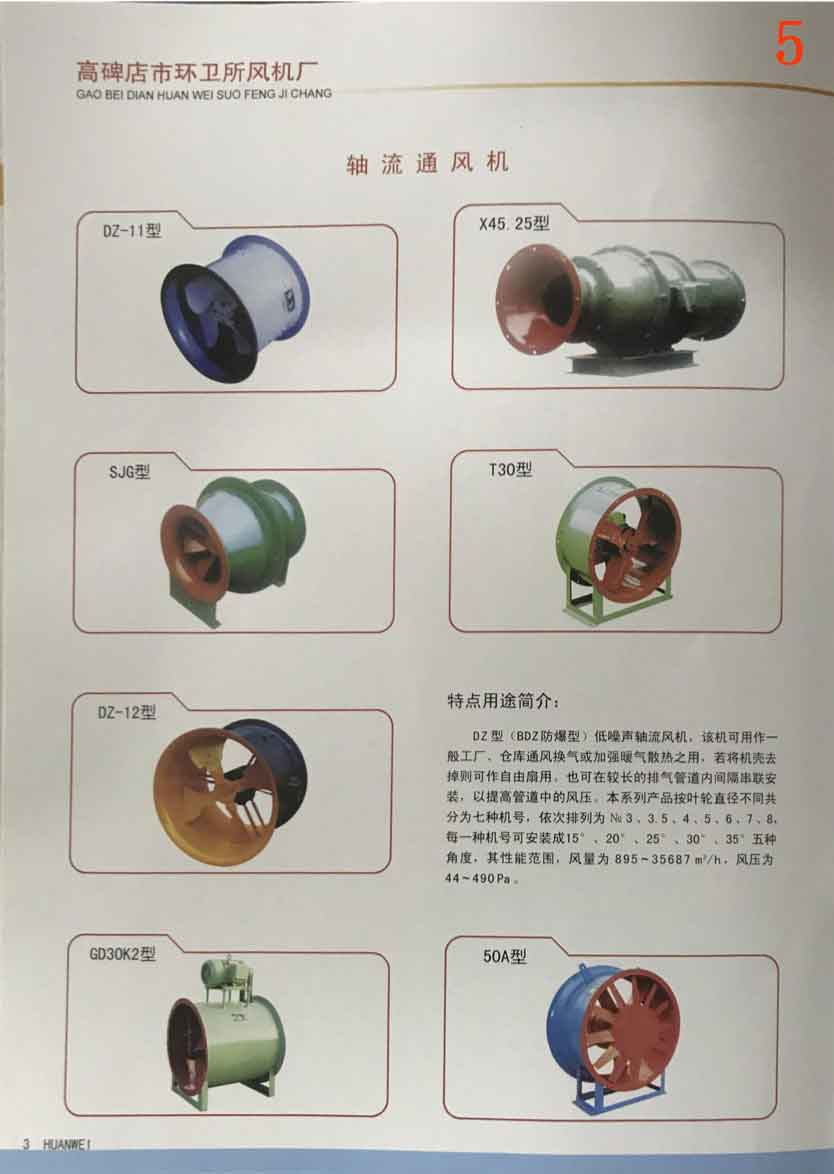 5
高碑店市环卫所风机厂
GAO BEI DIAN HUAN WEI SUO FENG JI CHANG
轴流通风机
DZ-11型
X45.25型
SJG型
T30型
DZ-12型
特点用途简介：
DZ型（BDZ防爆型）低噪声轴流风机，该机可用作一
般工厂、仓库通风换气或加强暖气散热之用，若将机壳去
掉则可作自由扇用。也可在较长的排气管道内间隔串联安
装，以提高管道中的风压。本系列产品按叶轮直径不同共
分为七种机号，依次排列为 №3、3.5、4、5、6、7、8，
每一种机号可安装成15°、20°、25°、30°、35°五种
角度，其性能范围，风量为 895~35687 m³/h，风压为
44~490Pa。
GD30K2型
50A型
3 HUANWEI